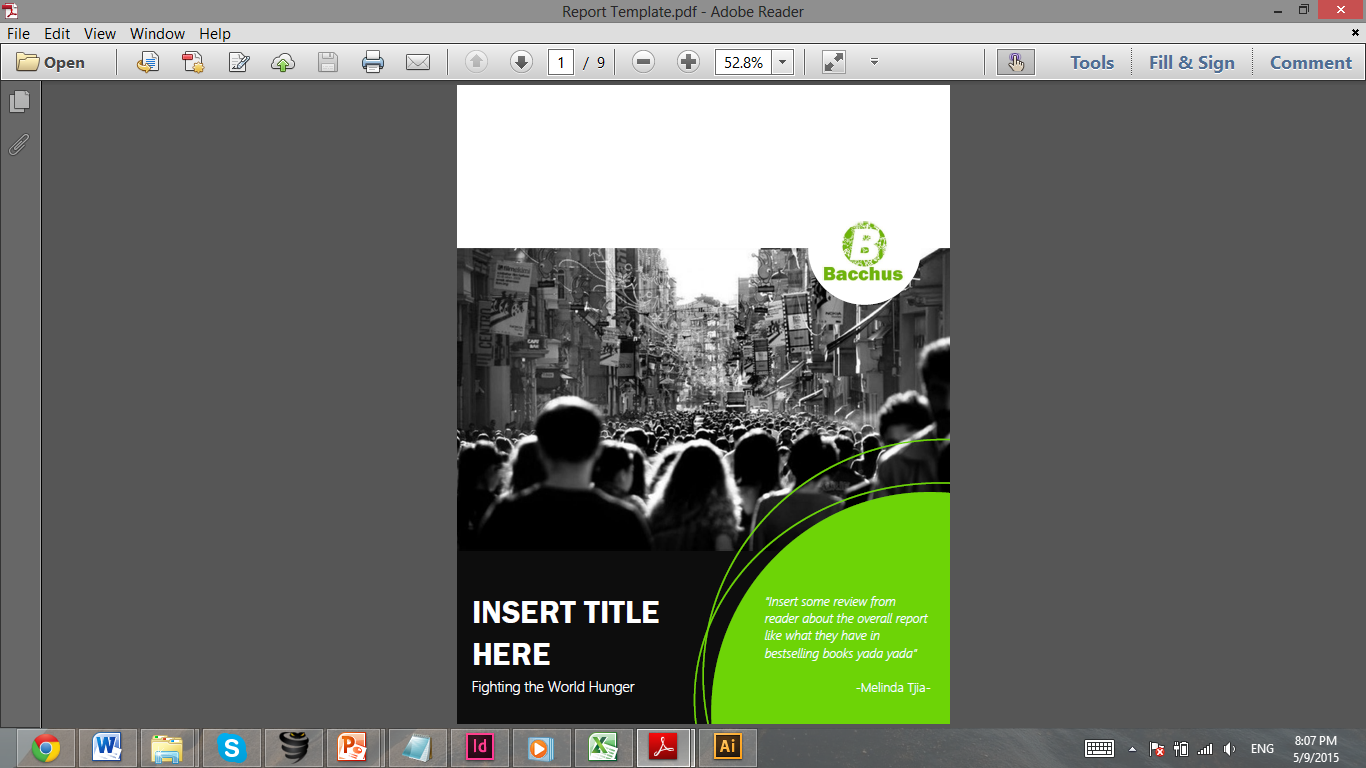 Report Template.pdf - Adobe Reader
File Edit View Window Help
Open 1 / 9 52.8% Tools Fill & Sign Comment
B
Bacchus
INSERT TITLE
HERE
Fighting the World Hunger
"Insert some review from
reader about the overall report
like what they have in
bestselling books yada yada"
-Melinda Tjia-
W S P Id X Ai
ENG
8:07 PM
5/9/2015